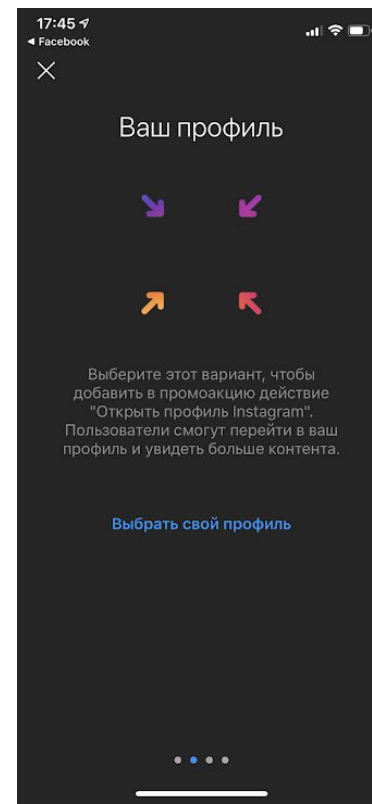 17:45
◀ Facebook
Ваш профиль
Выберите этот вариант, чтобы
добавить в промоакцию действие
"Открыть профиль Instagram".
Пользователи смогут перейти в ваш
профиль и увидеть больше контента.
Выбрать свой профиль